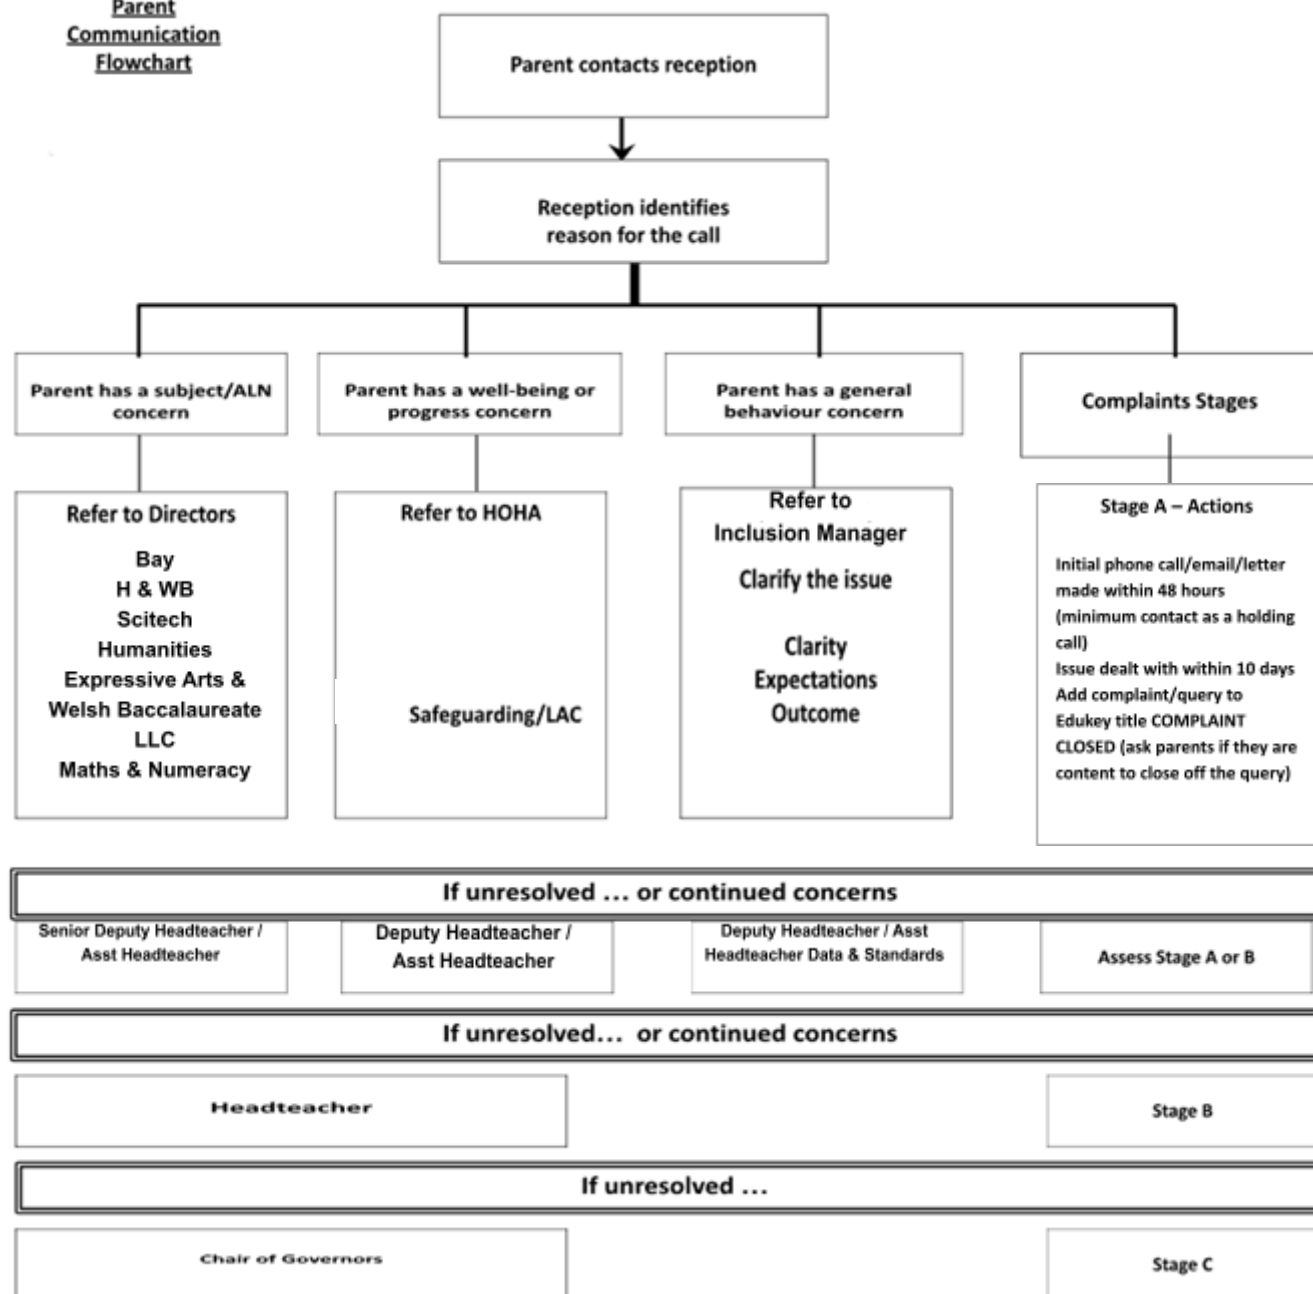 Parent
Communication
Flowchart
Parent contacts reception
Reception identifies
reason for the call
Parent has a subject/ALN
concern
Parent has a well-being or
progress concern
Parent has a general
behaviour concern
Complaints Stages
Refer to Directors
Bay
H & WB
Scitech
Humanities
Expressive Arts &
Welsh Baccalaureate
LLC
Maths & Numeracy
Refer to HOHA
Safeguarding/LAC
Refer to
Inclusion Manager
Clarify the issue
Clarity
Expectations
Outcome
Stage A – Actions
Initial phone call/email/letter
made within 48 hours
(minimum contact as a holding
call)
Issue dealt with within 10 days
Add complaint/query to
Edukey title COMPLAINT
CLOSED (ask parents if they are
content to close off the query)
If unresolved ... or continued concerns
Senior Deputy Headteacher /
Asst Headteacher
Deputy Headteacher /
Asst Headteacher
Deputy Headteacher / Asst
Headteacher Data & Standards
Assess Stage A or B
If unresolved... or continued concerns
Headteacher
Stage B
If unresolved ...
Chair of Governors
Stage C